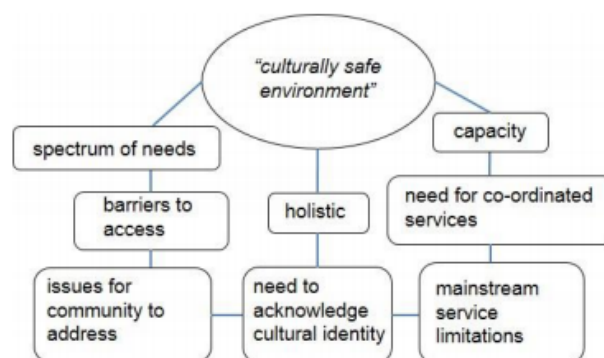 “culturally safe
environment”
spectrum of needs
capacity
barriers to
access
holistic
need for co-ordinated
services
issues for
community to
address
need to
acknowledge
cultural identity
mainstream
service
limitations